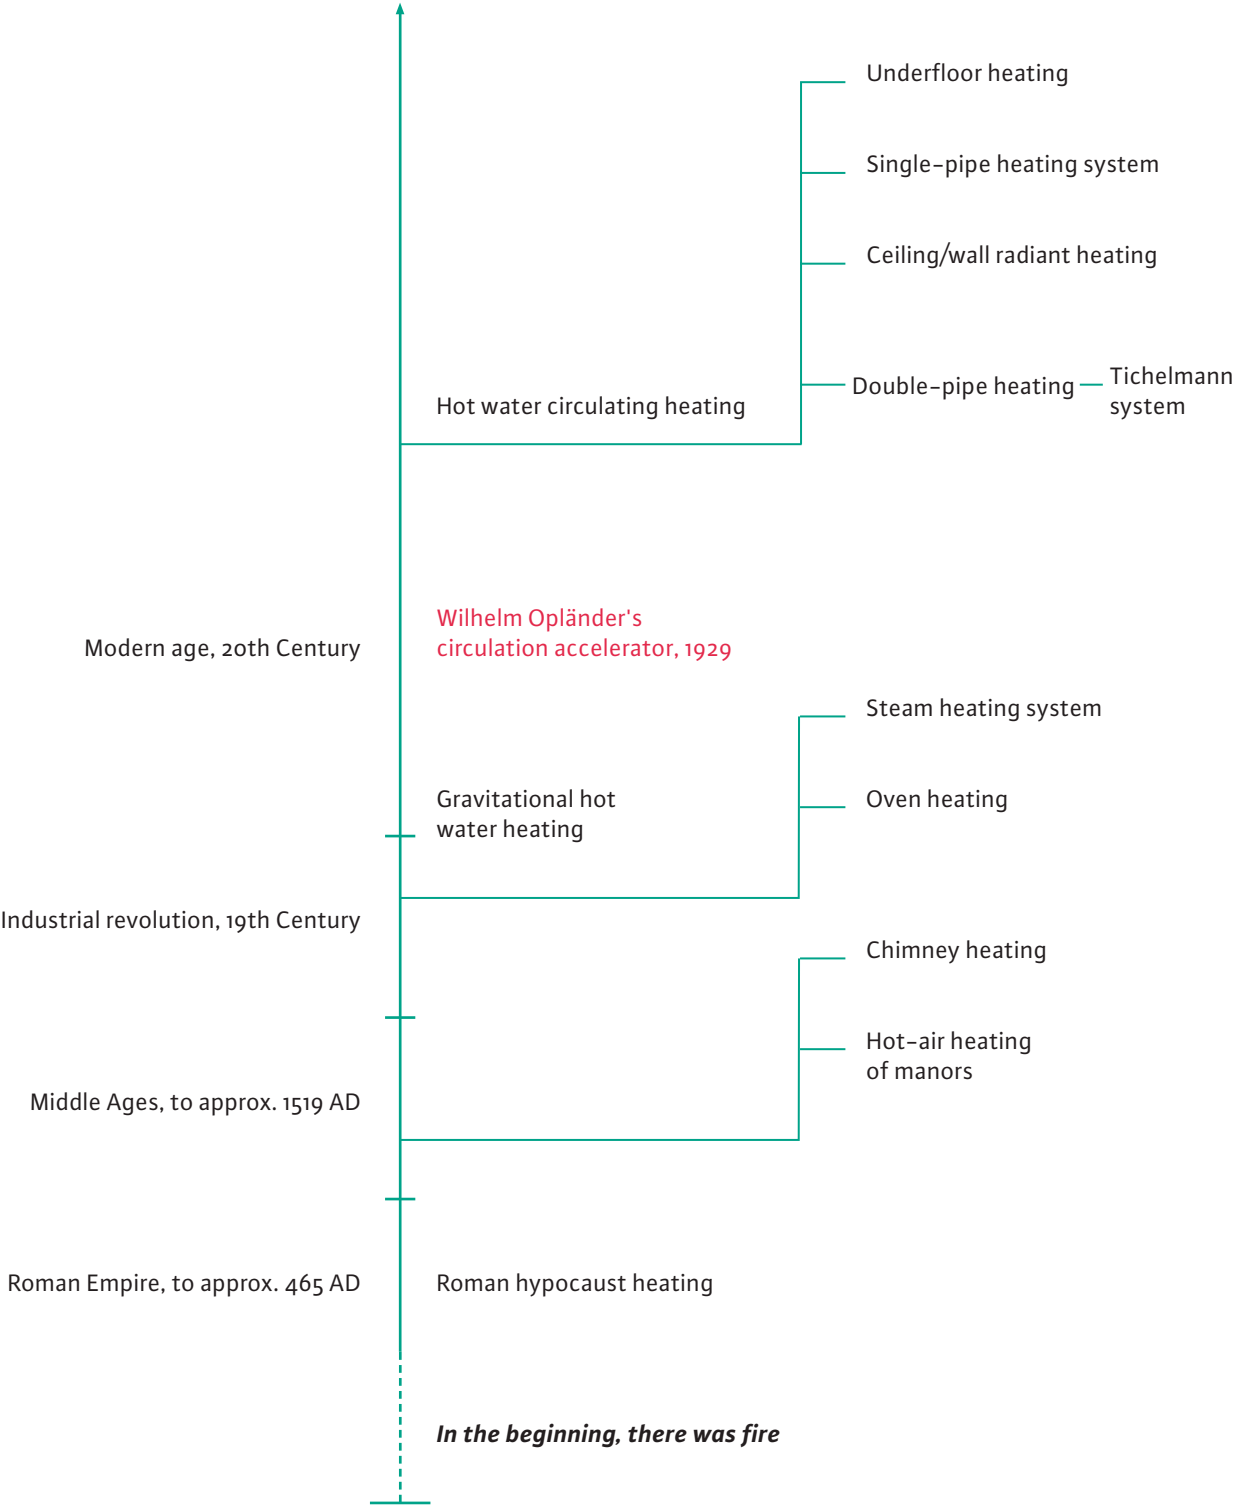 Underfloor heating
Single-pipe heating system
Ceiling/wall radiant heating
Double-pipe heating
Tichelmann
system
Hot water circulating heating
Modern age, 20th Century
Wilhelm Opländer's
circulation accelerator, 1929
Steam heating system
Gravitational hot
water heating
Oven heating
Industrial revolution, 19th Century
Chimney heating
Hot-air heating
of manors
Middle Ages, to approx. 1519 AD
Roman Empire, to approx. 465 AD
Roman hypocaust heating
In the beginning, there was fire